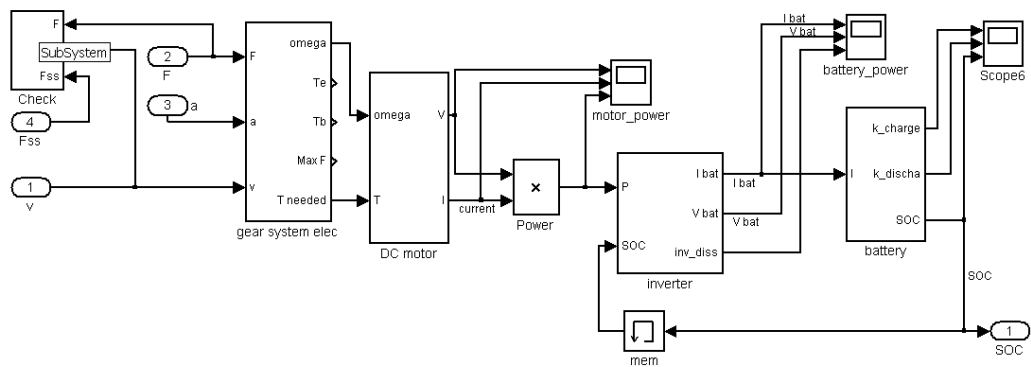 F
SubSystem
Fss
Check
2
F
3
a
4
Fss
1
v
F
a
v
omega
Te
Tb
Max F
T needed
gear system elec
omega
T
V
I
DC motor
current
motor_power
×
Power
P
SOC
I bat
V bat
inv_diss
inverter
I bat
V bat
I bat
V bat
battery_power
I
k_charge
k_discha
SOC
battery
Scope6
SOC
mem
1
SOC